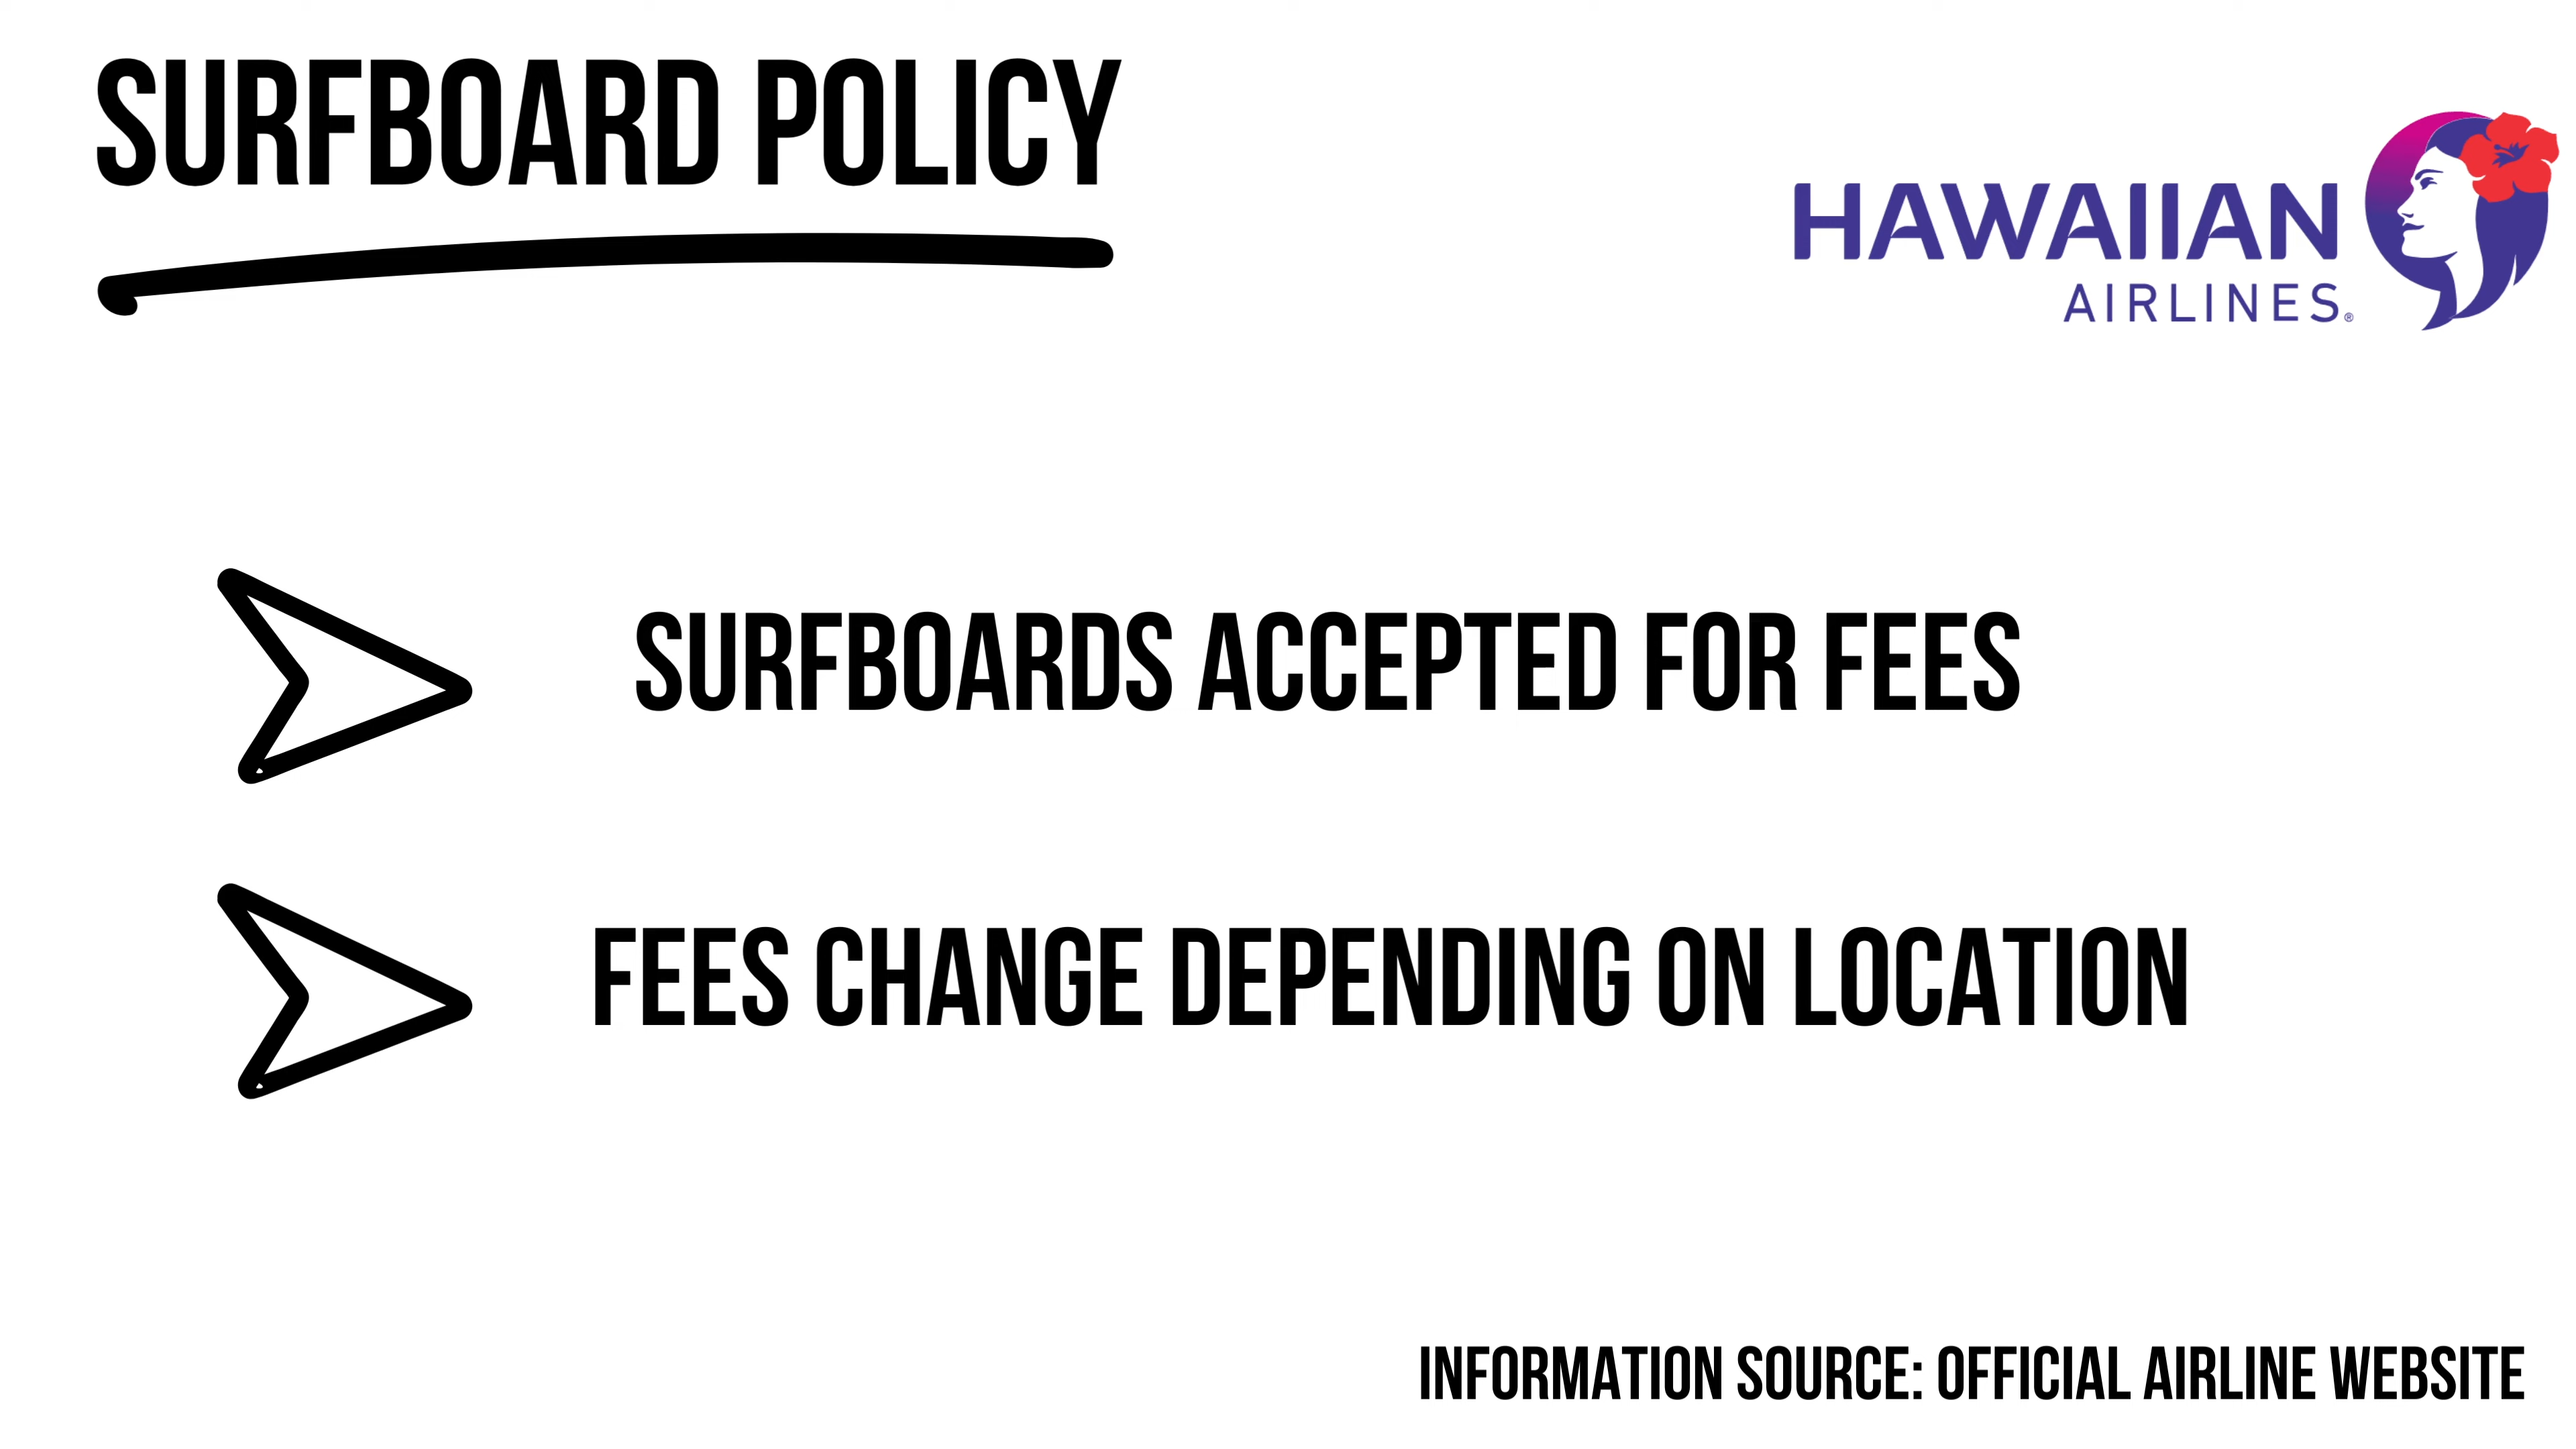 SURFBOARD POLICY
HAWAIIAN
AIRLINES®
SURFBOARDS ACCEPTED FOR FEES
FEES CHANGE DEPENDING ON LOCATION
INFORMATION SOURCE: OFFICIAL AIRLINE WEBSITE